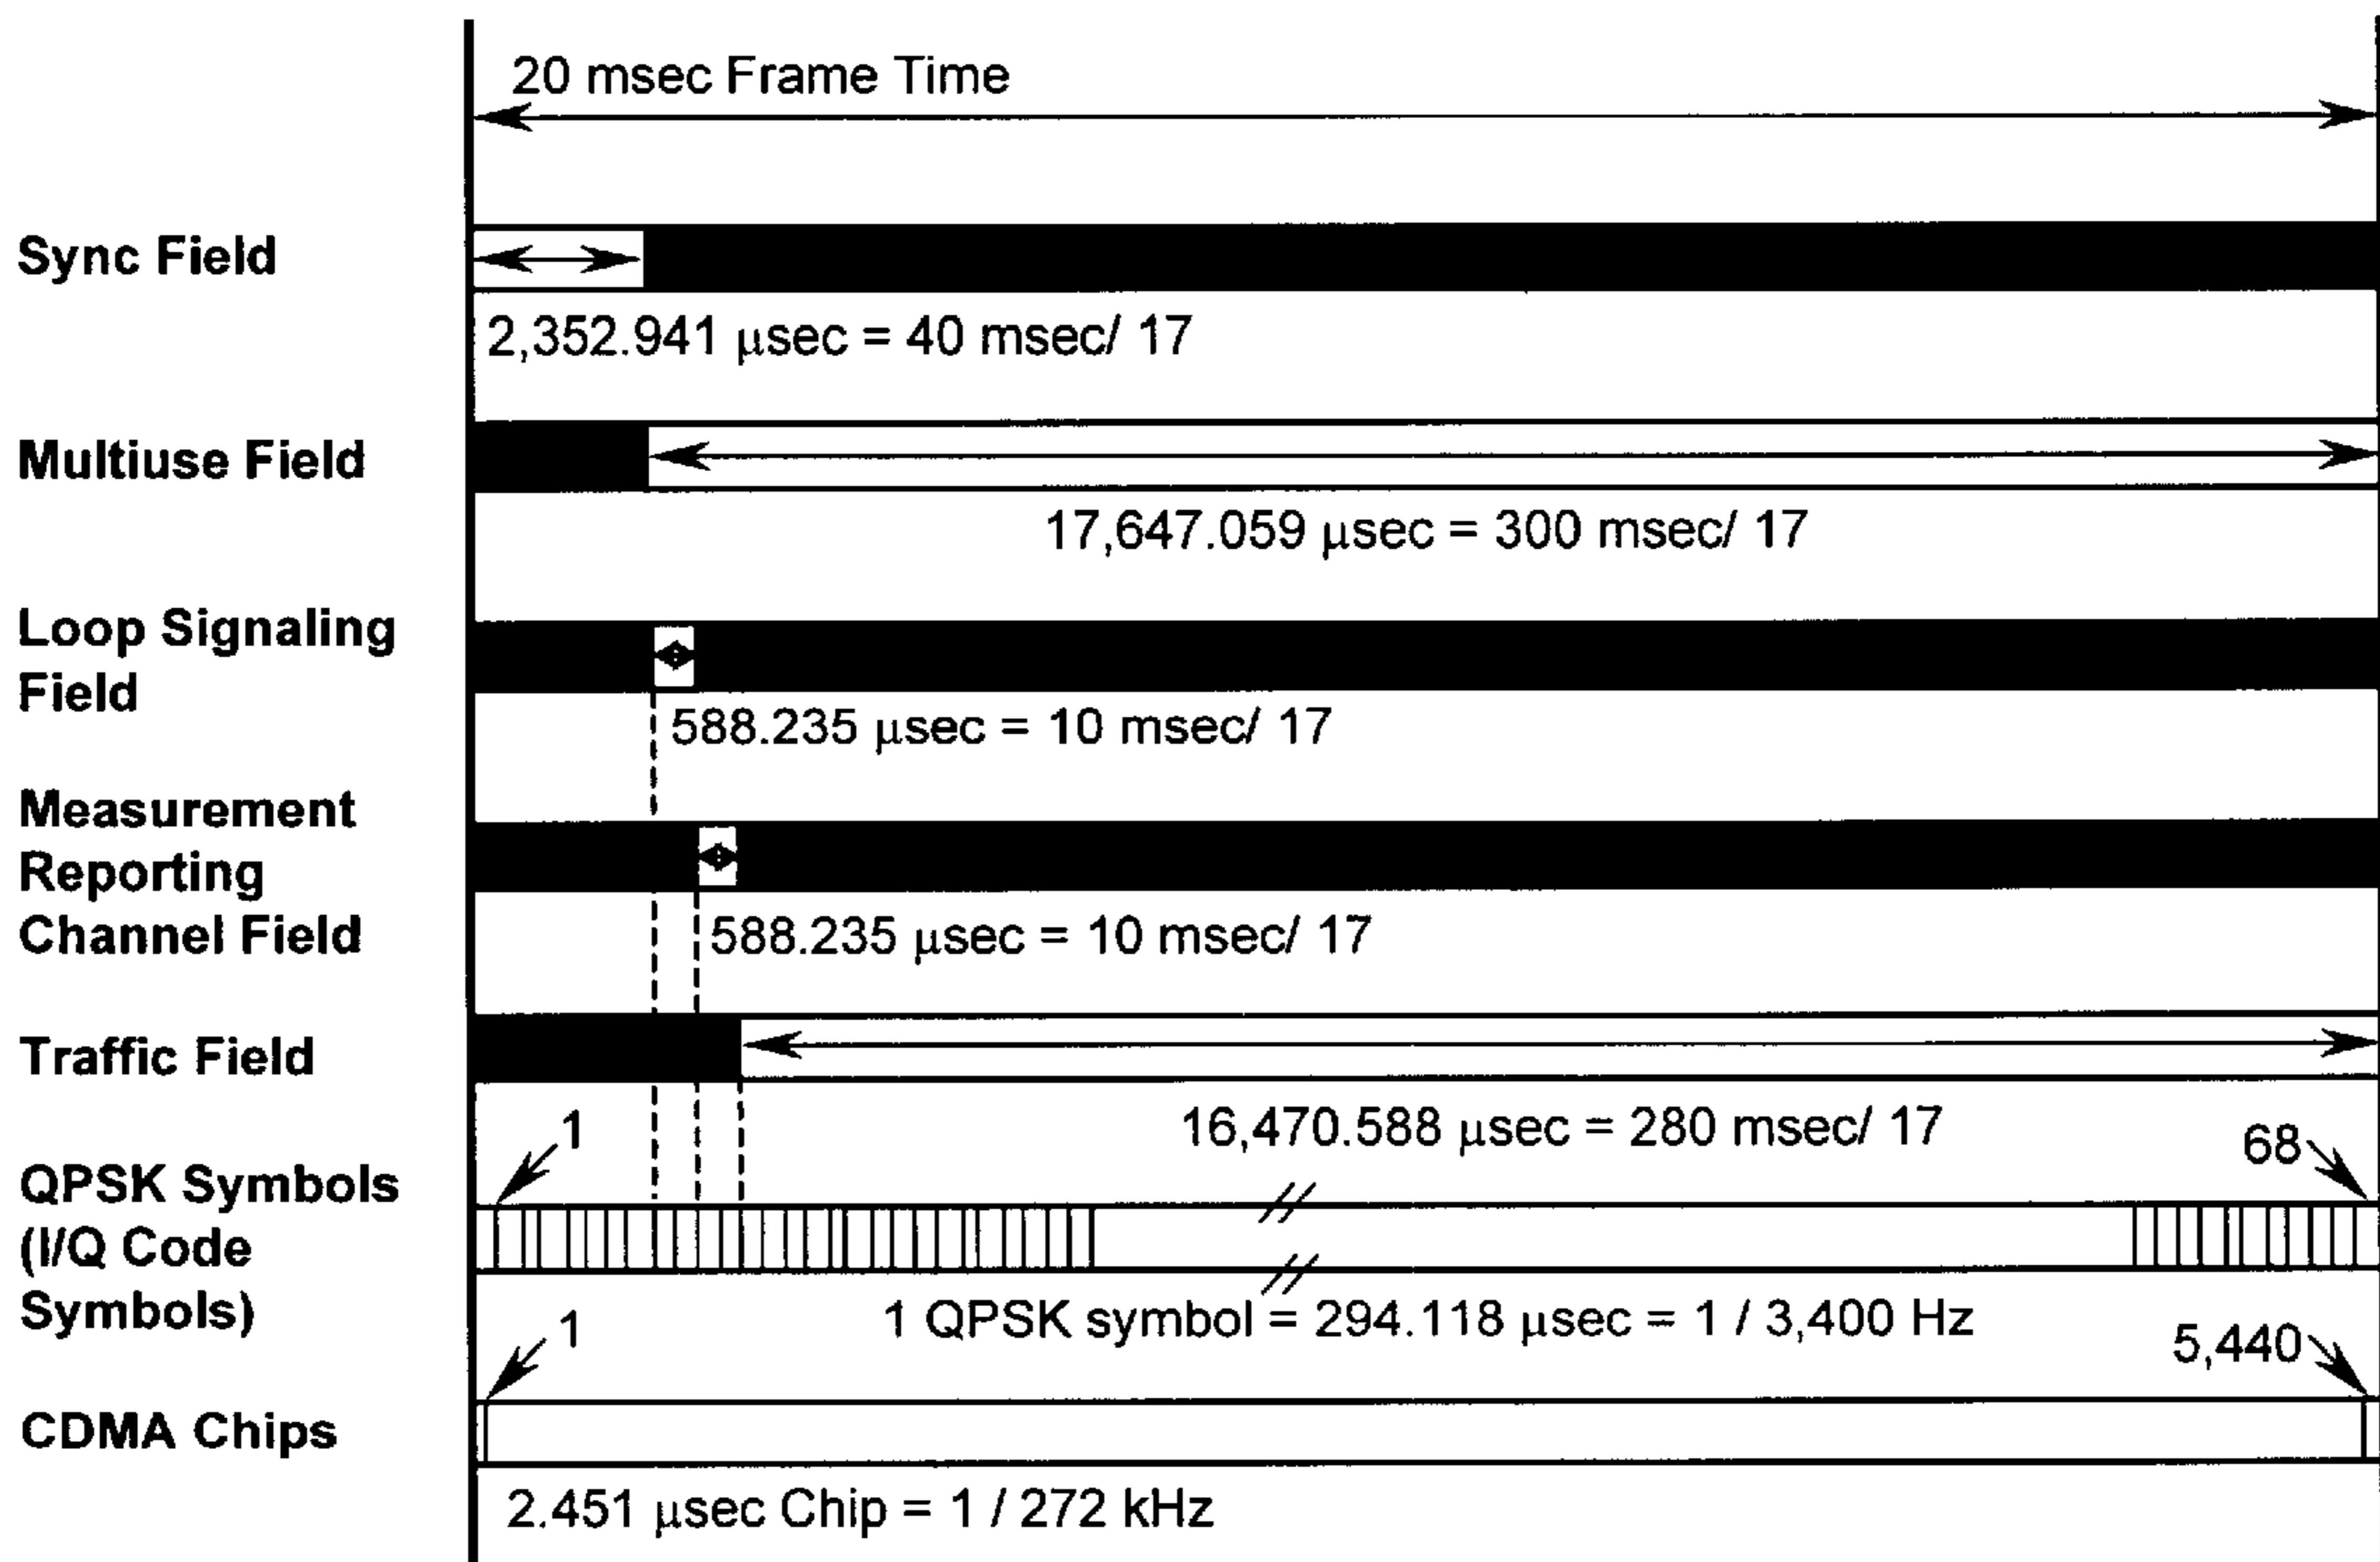 20 msec Frame Time
Sync Field
2,352.941 μsec = 40 msec/ 17
Multiuse Field
17,647.059 μsec = 300 msec/ 17
Loop Signaling
Field
588.235 μsec = 10 msec/ 17
Measurement
Reporting
Channel Field
588.235 μsec = 10 msec/ 17
Traffic Field
16,470.588 μsec = 280 msec/ 17
1
68
QPSK Symbols
(I/Q Code
Symbols)
1 QPSK symbol = 294.118 μsec = 1 / 3,400 Hz
1
5,440
CDMA Chips
2.451 μsec Chip = 1 / 272 kHz